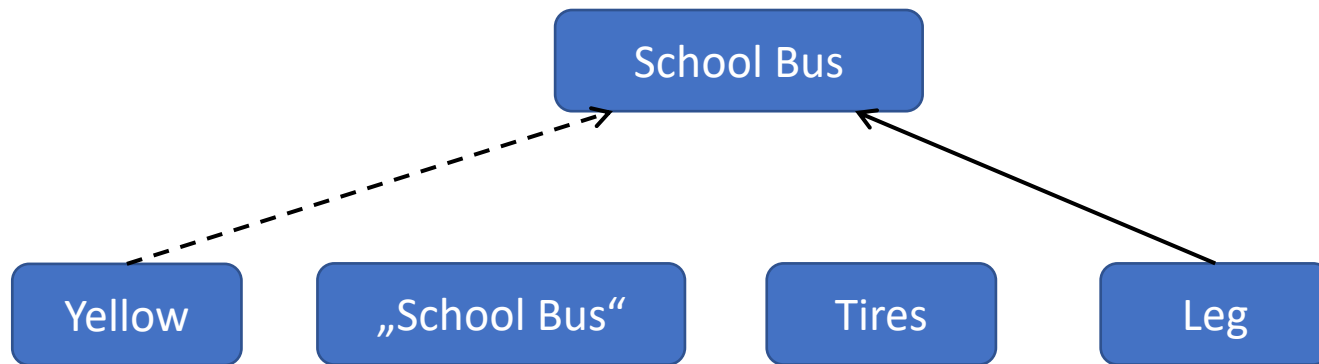 School Bus
Yellow
„School Bus“
Tires
Leg